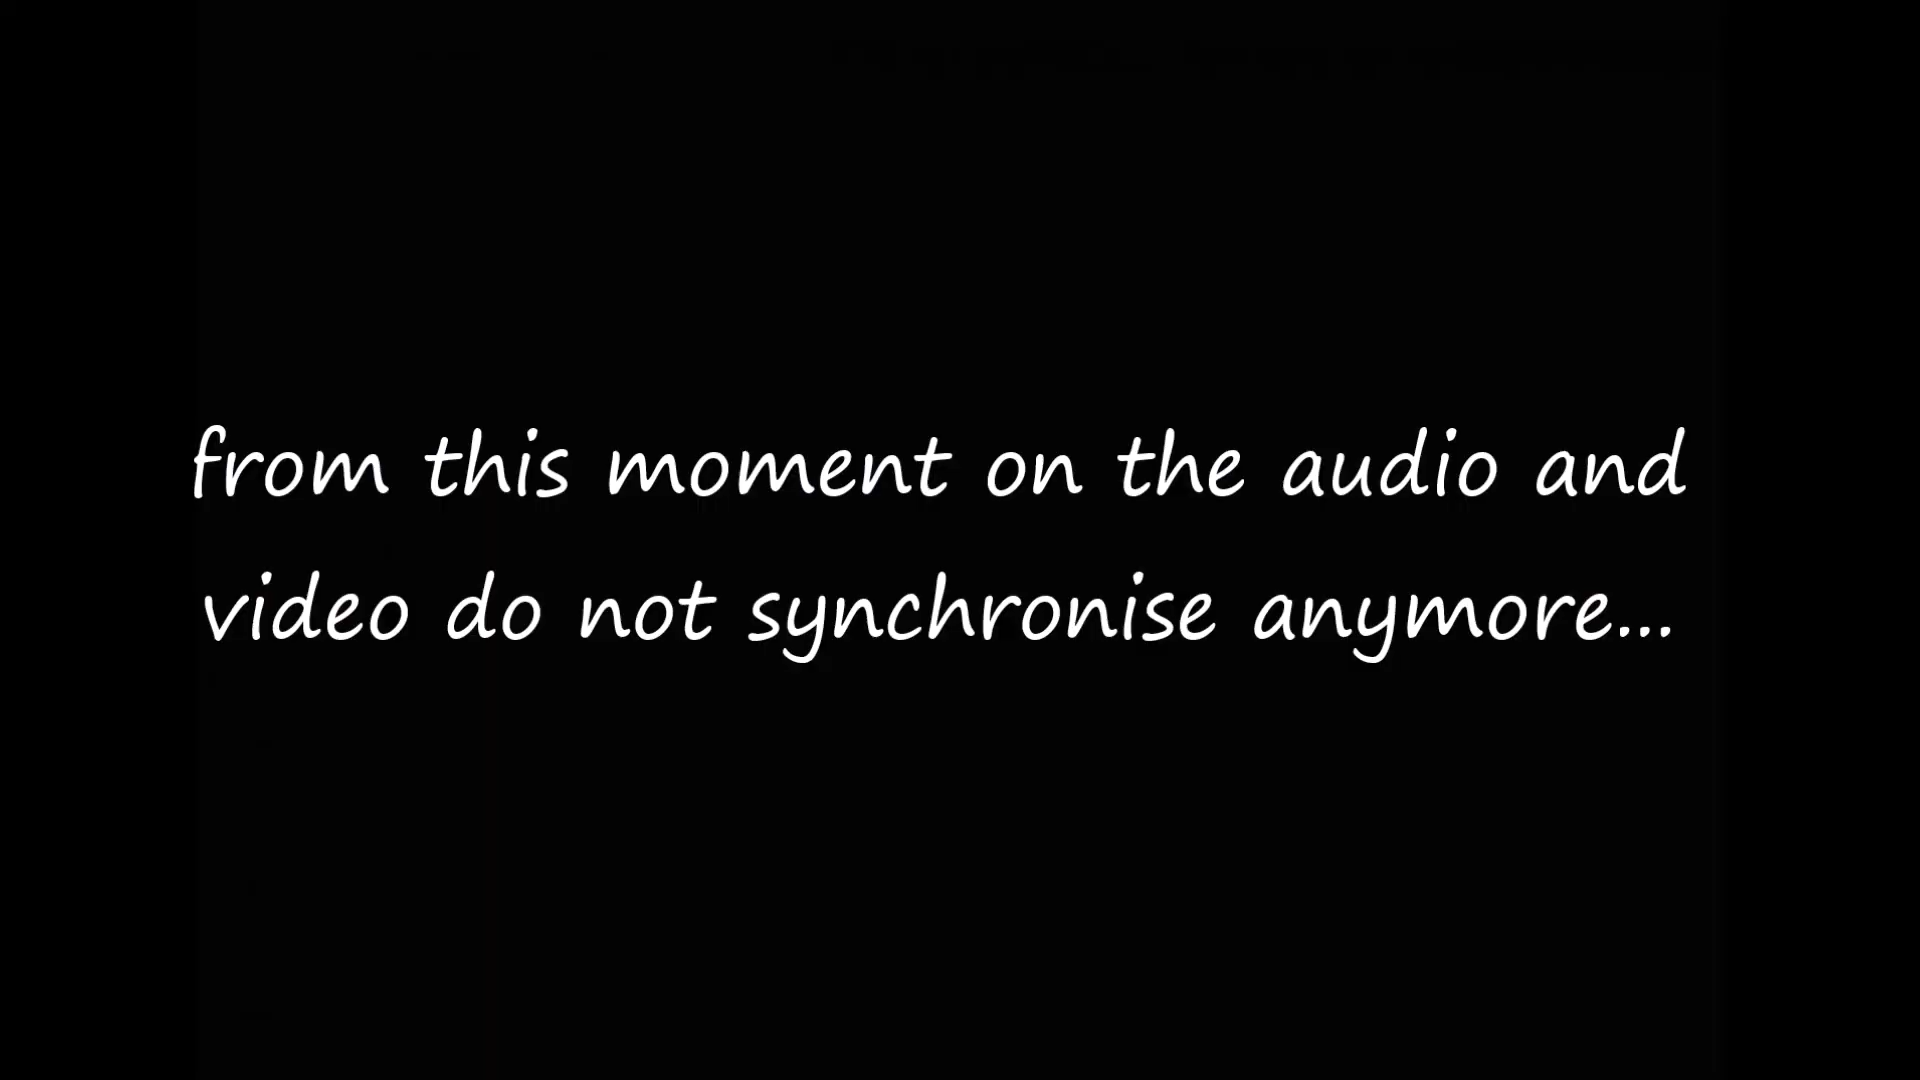 from this moment on the audio and
video do not synchronise anymore...